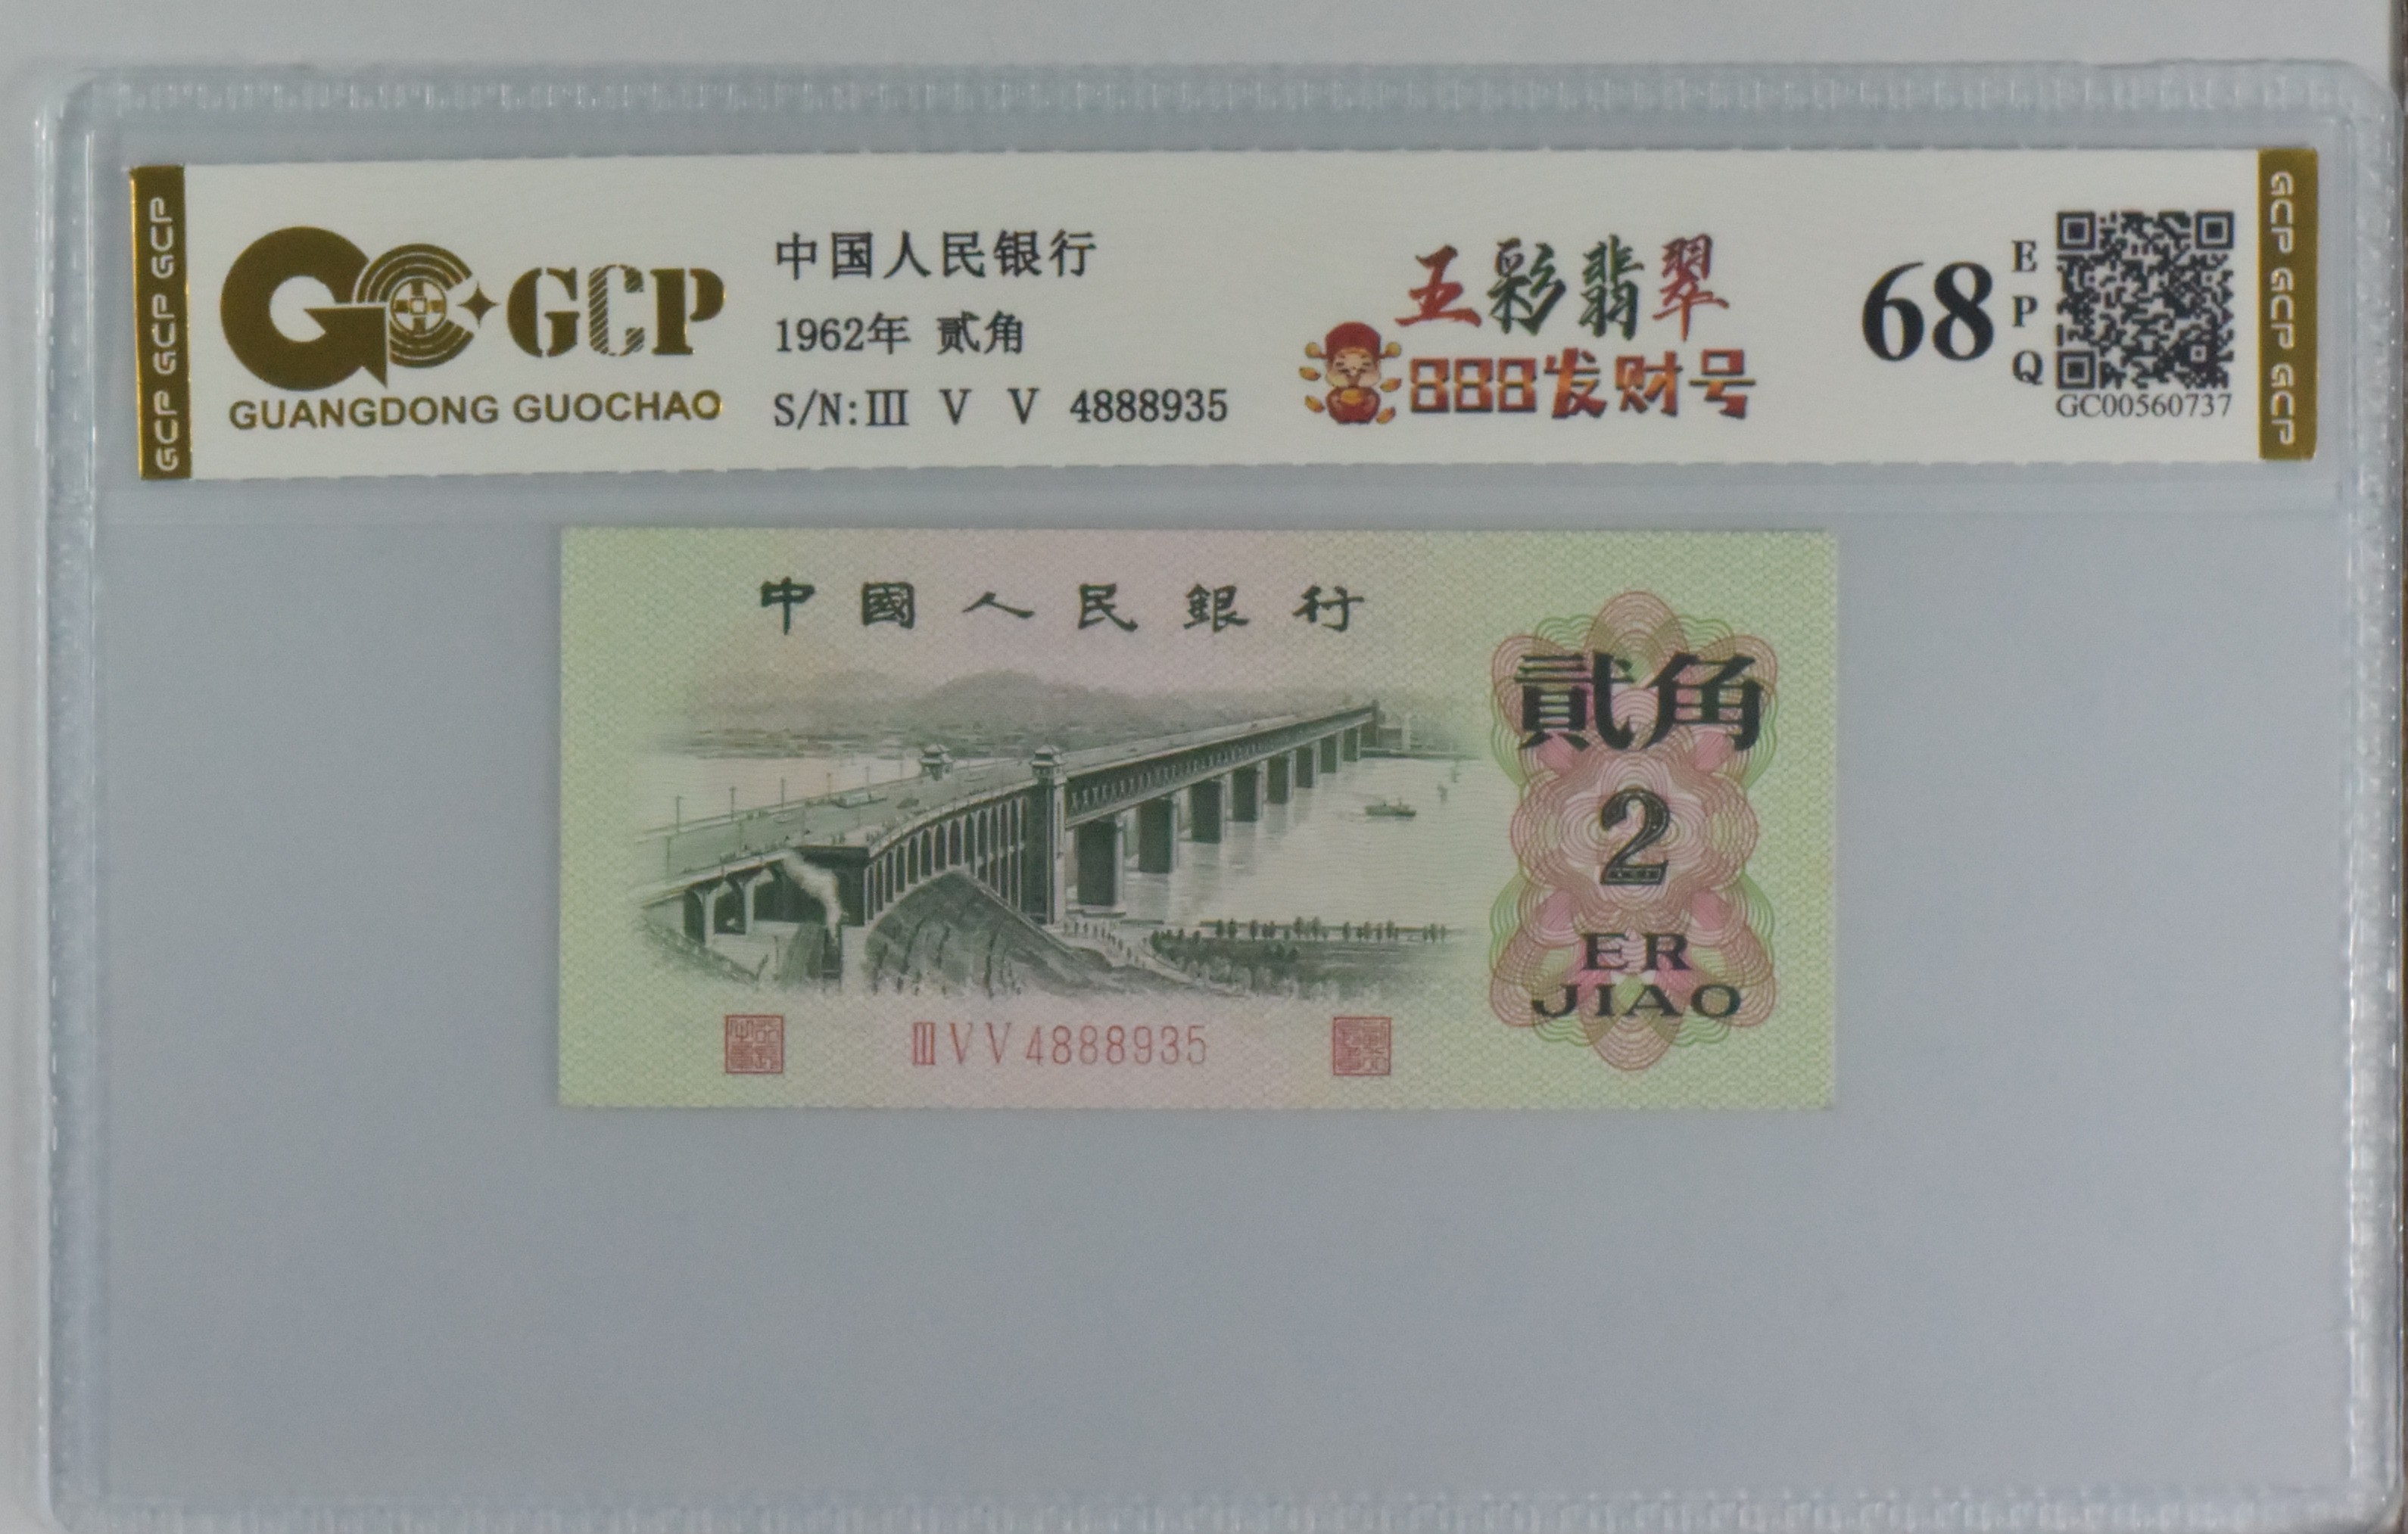 GCP GCP GCP
GCP
GUANGDONG GUOCHAO
中国人民银行
1962年 贰角
S/N:Ⅲ V V 4888935
五彩翡翠
888发财号
68
EPQ
GC00560737
GCP GCP GCP
中國人民銀行
貳角
2
ER
JIAO
ⅢVV4888935